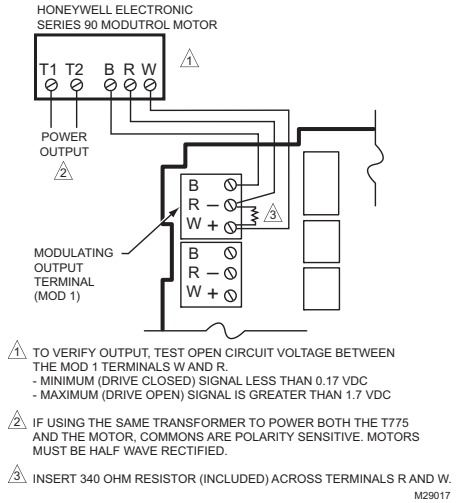 HONEYWELL ELECTRONIC
SERIES 90 MODUTROL MOTOR
T1 T2 B R W
1
POWER
OUTPUT
2
B
R –
W +
3
MODULATING
OUTPUT
TERMINAL
(MOD 1)
B
R –
W +
1 TO VERIFY OUTPUT, TEST OPEN CIRCUIT VOLTAGE BETWEEN
THE MOD 1 TERMINALS W AND R.
- MINIMUM (DRIVE CLOSED) SIGNAL LESS THAN 0.17 VDC
- MAXIMUM (DRIVE OPEN) SIGNAL IS GREATER THAN 1.7 VDC
2 IF USING THE SAME TRANSFORMER TO POWER BOTH THE T775
AND THE MOTOR, COMMONS ARE POLARITY SENSITIVE. MOTORS
MUST BE HALF WAVE RECTIFIED.
3 INSERT 340 OHM RESISTOR (INCLUDED) ACROSS TERMINALS R AND W.
M29017